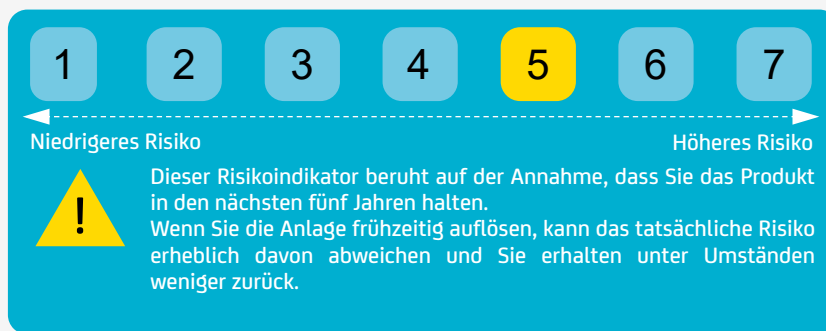 1 2 3 4 5 6 7
Niedrigeres Risiko Höheres Risiko
Dieser Risikoindikator beruht auf der Annahme, dass Sie das Produkt
in den nächsten fünf Jahren halten.
Wenn Sie die Anlage frühzeitig auflösen, kann das tatsächliche Risiko
erheblich davon abweichen und Sie erhalten unter Umständen
weniger zurück.
!